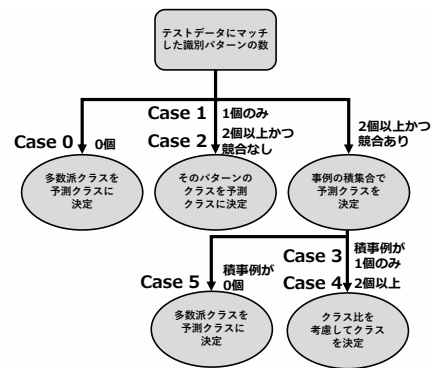 テストデータにマッチ
した識別パターンの数
Case 0
0個
Case 1
1個のみ
Case 2
2個以上かつ
競合なし
2個以上かつ
競合あり
多数派クラスを
予測クラスに
決定
そのパターンの
クラスを予測
クラスに決定
事例の積集合で
予測クラスを
決定
Case 5
積事例が
0個
Case 3
積事例が
1個のみ
Case 4
2個以上
多数派クラスを
予測クラスに
決定
クラス比を
考慮してクラス
を決定